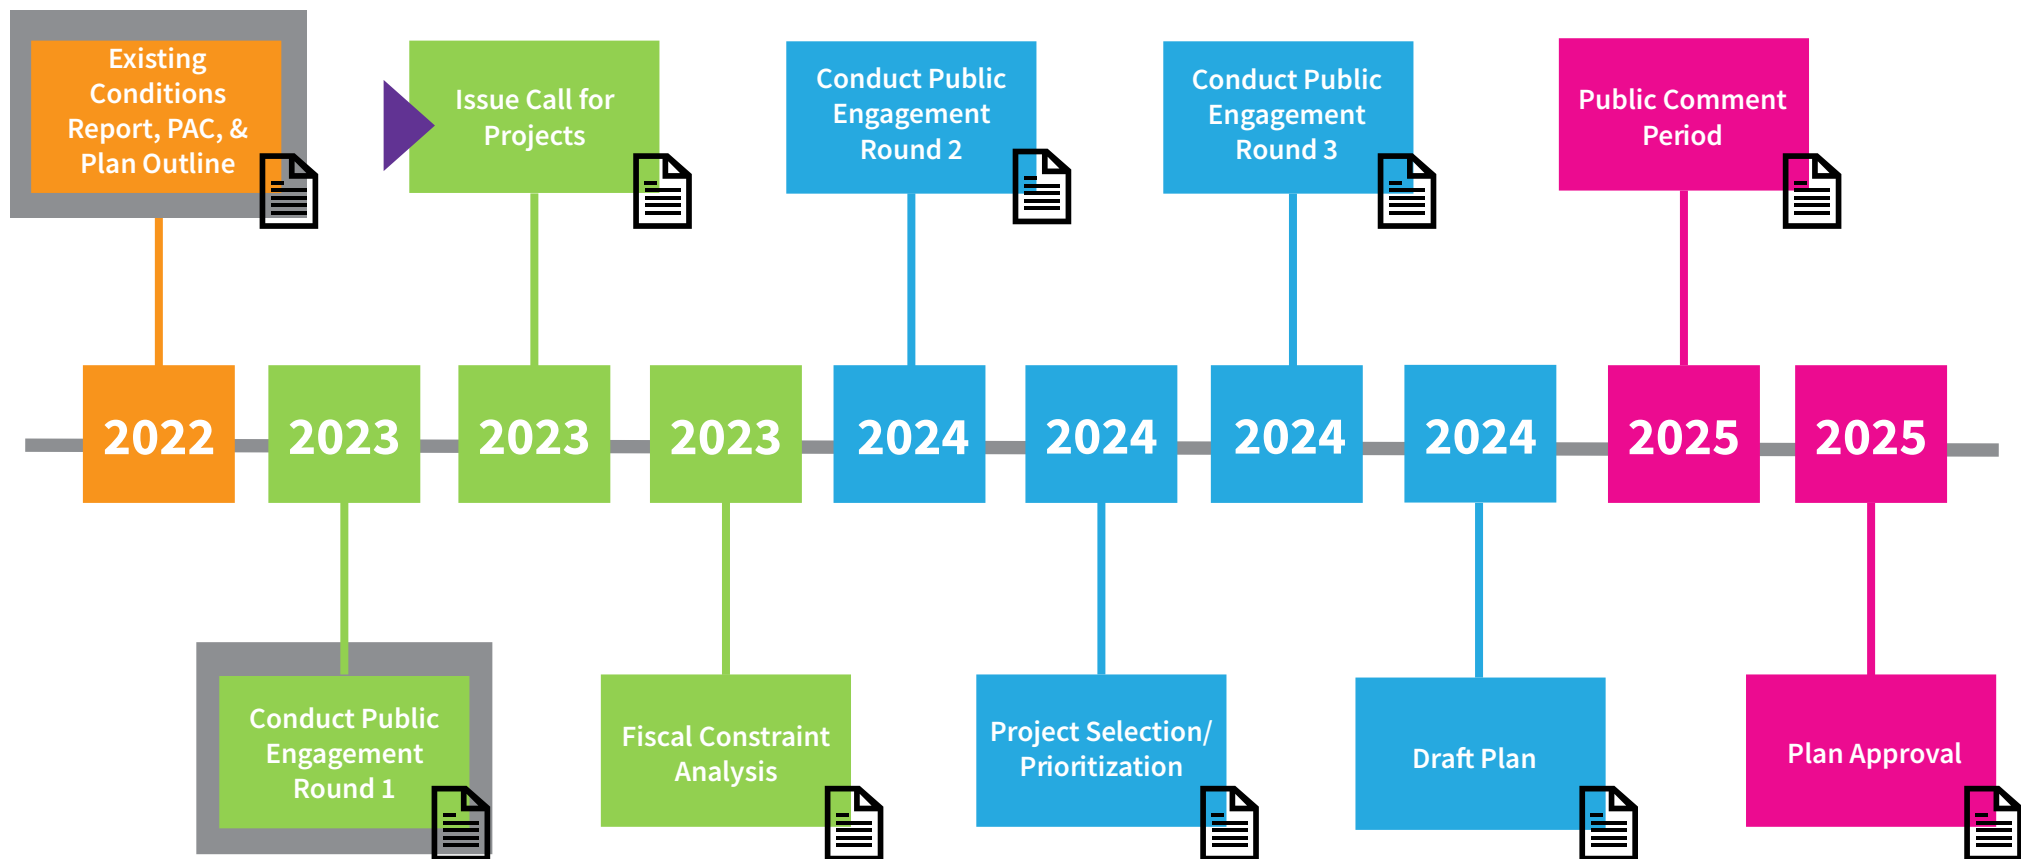 Existing
Conditions
Report, PAC, &
Plan Outline
Issue Call for
Projects
Conduct Public
Engagement
Round 2
Conduct Public
Engagement
Round 3
Public Comment
Period
2022
2023
2023
2023
2024
2024
2024
2024
2025
2025
Conduct Public
Engagement
Round 1
Fiscal Constraint
Analysis
Project Selection/
Prioritization
Draft Plan
Plan Approval